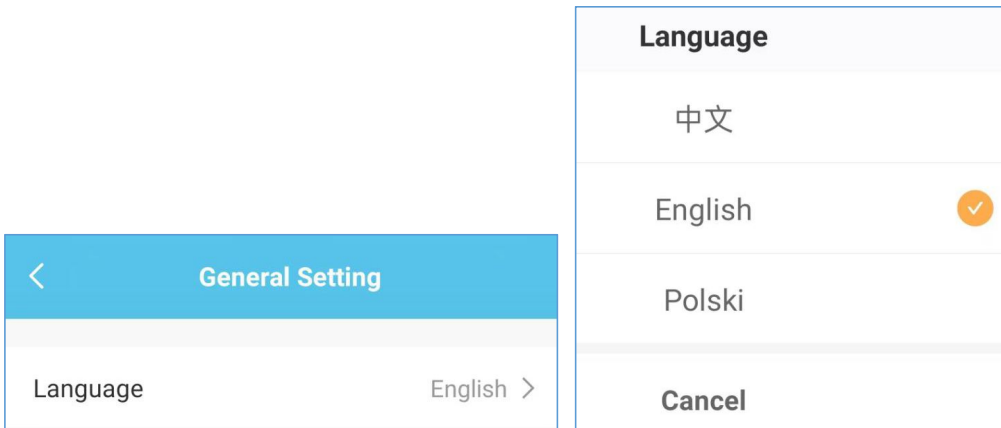 General Setting
Language
English
Language
中文
English
Polski
Cancel